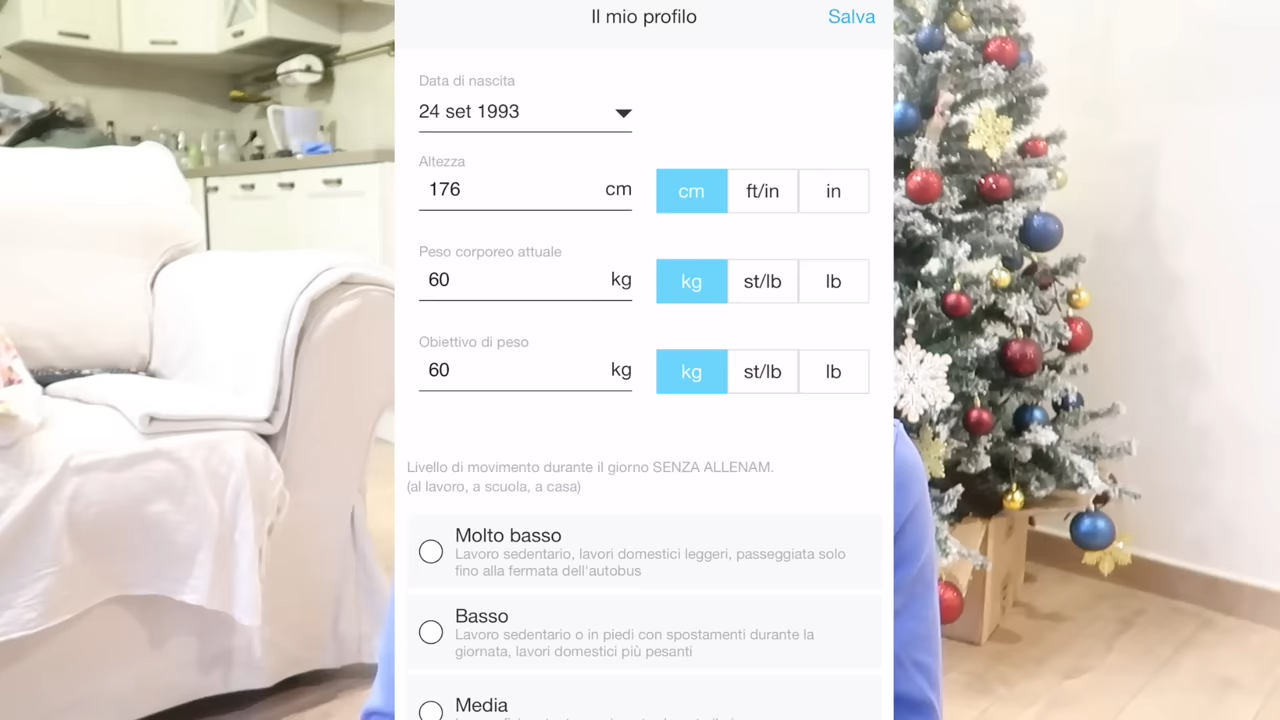 Il mio profilo
Salva
Data di nascita
24 set 1993
Altezza
176 cm
cm ft/in in
Peso corporeo attuale
60 kg
kg st/lb lb
Obiettivo di peso
60 kg
kg st/lb lb
Livello di movimento durante il giorno SENZA ALLENAM.
(al lavoro, a scuola, a casa)
Molto basso
Lavoro sedentario, lavori domestici leggeri, passeggiata solo
fino alla fermata dell'autobus
Basso
Lavoro sedentario o in piedi con spostamenti durante la
giornata, lavori domestici più pesanti
Media